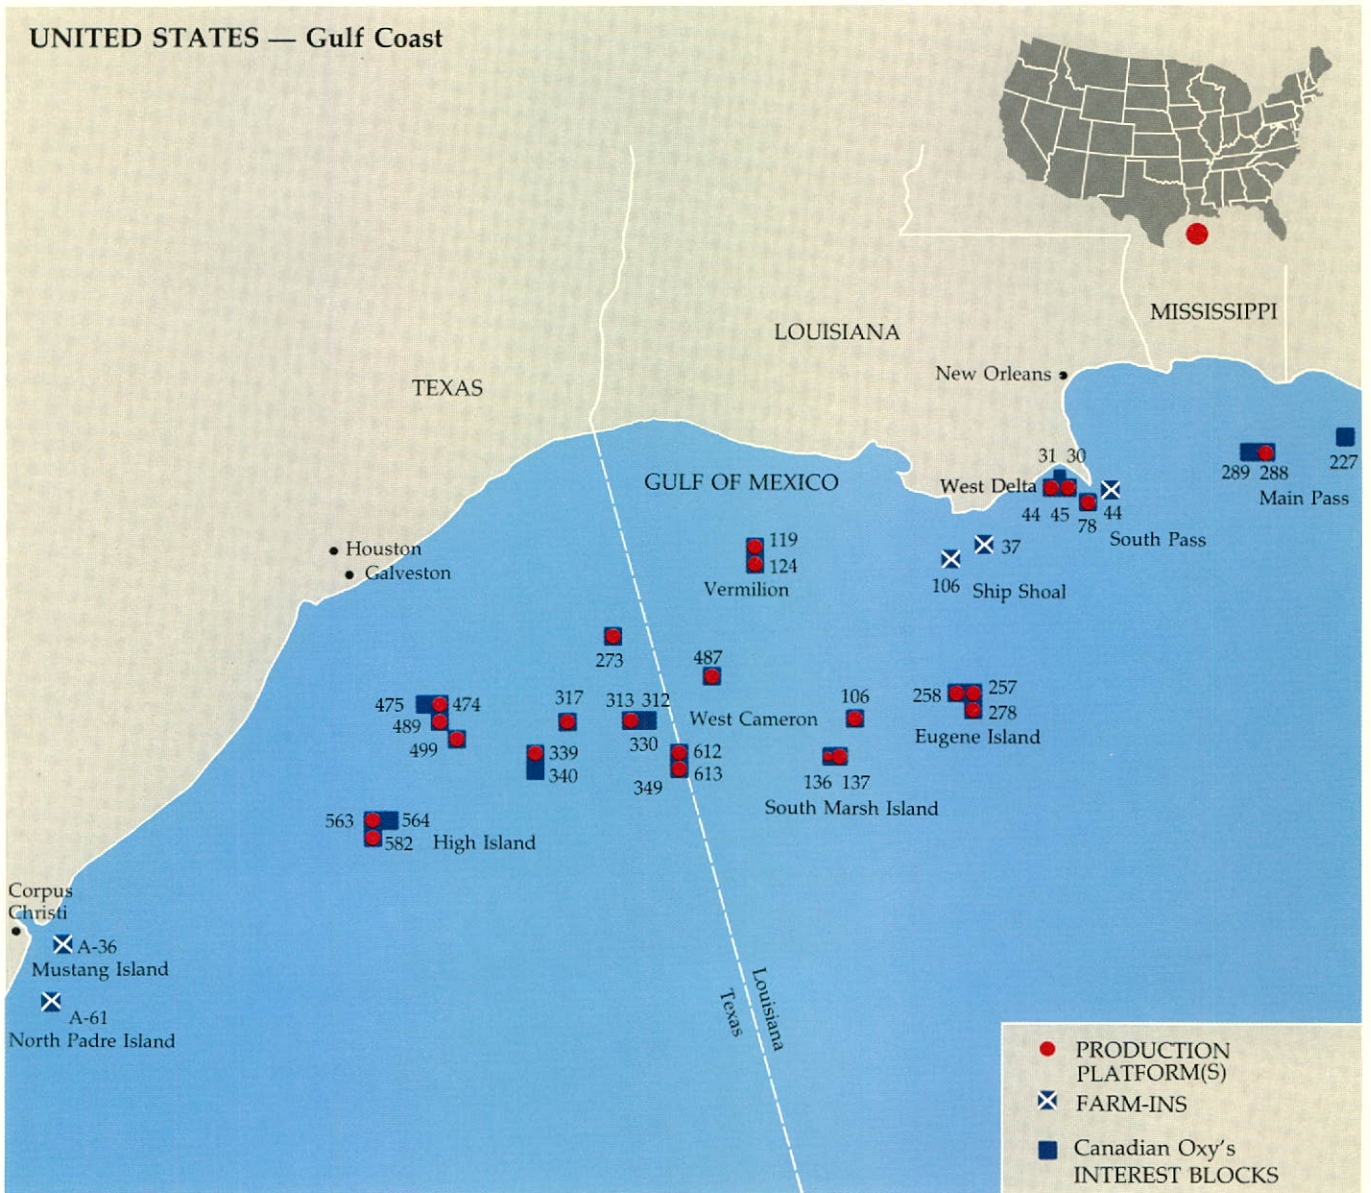 UNITED STATES — Gulf Coast
MISSISSIPPI
LOUISIANA
New Orleans
TEXAS
31 30
289 288
227
GULF OF MEXICO
West Delta
Main Pass
44 45
78
44
South Pass
119
Houston
37
124
Galveston
Vermilion
106
Ship Shoal
273
487
475
474
317
313 312
106
258
257
489
West Cameron
278
499
330
Eugene Island
339
612
340
349
613
136 137
South Marsh Island
563
564
582
High Island
Corpus
Christi
A-36
Mustang Island
A-61
North Padre Island
Louisiana
Texas
PRODUCTION
PLATFORM(S)
FARM-INS
Canadian Oxy's
INTEREST BLOCKS